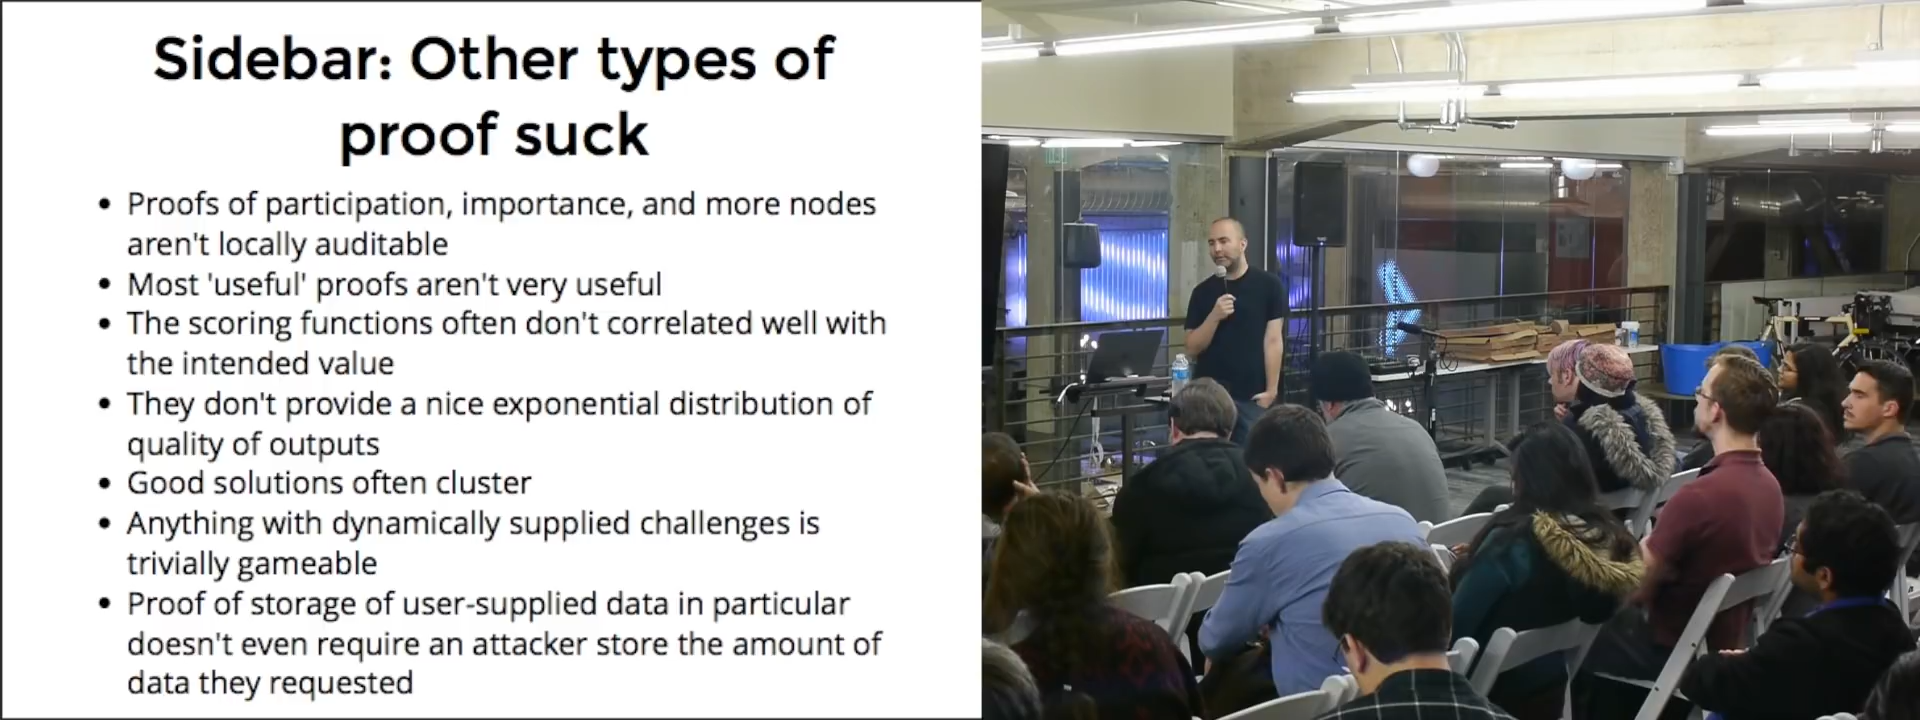 Sidebar: Other types of
proof suck
• Proofs of participation, importance, and more nodes
aren't locally auditable
• Most 'useful' proofs aren't very useful
• The scoring functions often don't correlated well with
the intended value
• They don't provide a nice exponential distribution of
quality of outputs
• Good solutions often cluster
• Anything with dynamically supplied challenges is
trivially gameable
• Proof of storage of user-supplied data in particular
doesn't even require an attacker store the amount of
data they requested